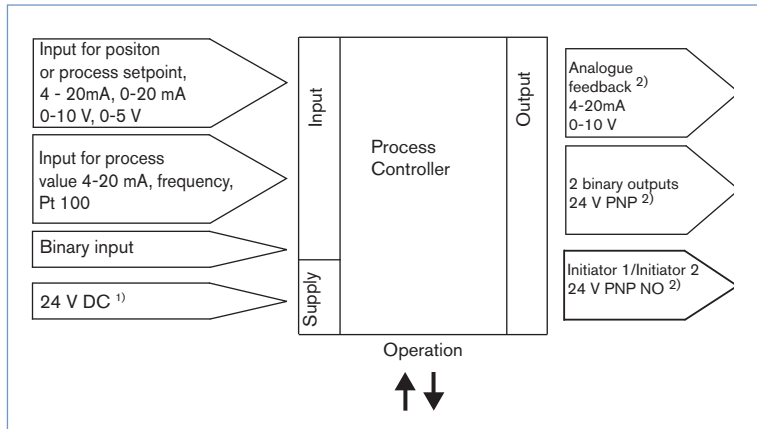 Input for positon
or process setpoint,
4 - 20mA, 0-20 mA
0-10 V, 0-5 V
Input for process
value 4-20 mA, frequency,
Pt 100
Binary input
24 V DC 1)
Input
Supply
Process
Controller
Output
Analogue
feedback 2)
4-20mA
0-10 V
2 binary outputs
24 V PNP 2)
Initiator 1/Initiator 2
24 V PNP NO 2)
Operation